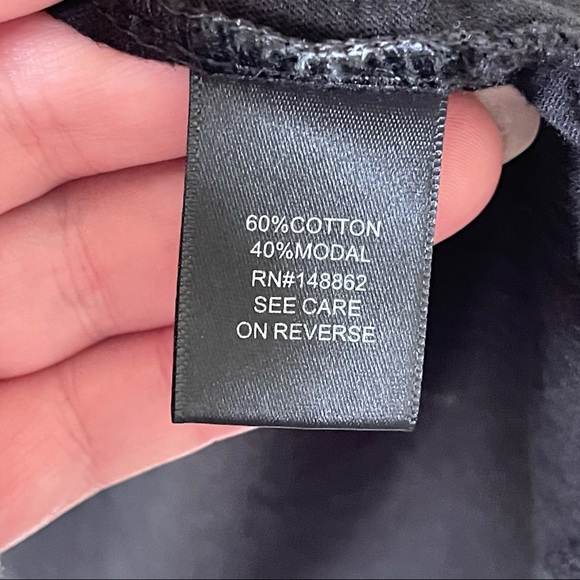 60%COTTON
40%MODAL
RN#148862
SEE CARE
ON REVERSE